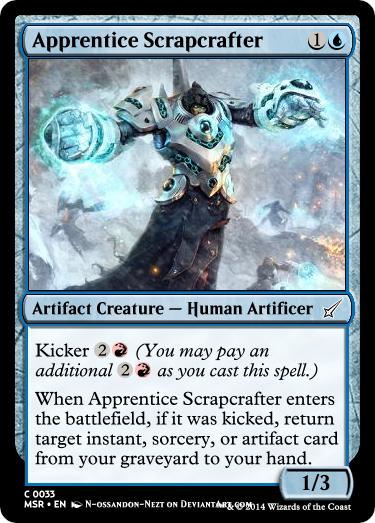 Apprentice Scrapcrafter 1
Artifact Creature — Human Artificer
Kicker 2 (You may pay an
additional 2 as you cast this spell.)
When Apprentice Scrapcrafter enters
the battlefield, if it was kicked, return
target instant, sorcery, or artifact card
from your graveyard to your hand.
1/3
C 0033
MSR • EN N-ossandon-Nezt on DeviantArt.com & © 2014 Wizards of the Coast